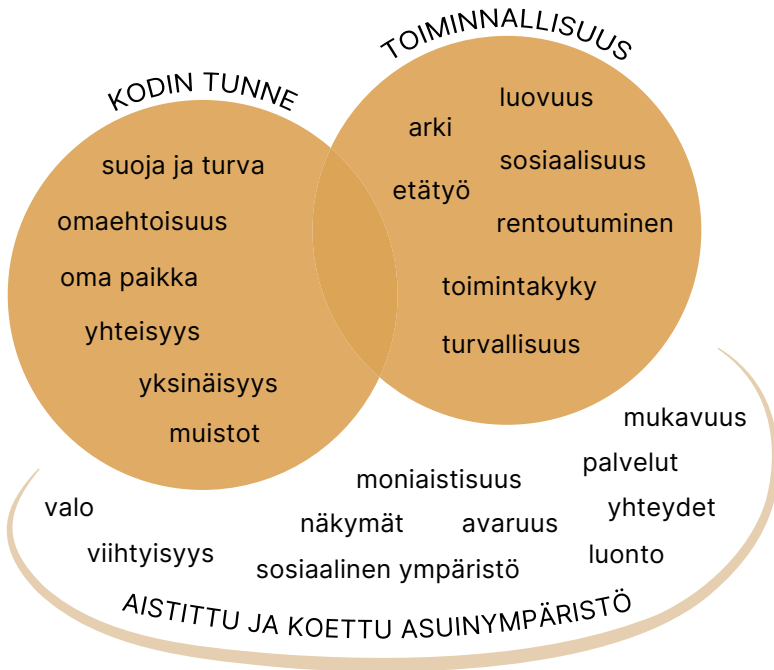 KODIN TUNNE
suoja ja turva
omaehtoisuus
oma paikka
yhteisyys
yksinäisyys
muistot
TOIMINNALLISUUS
luovuus
arki
sosiaalisuus
etätyö
rentoutuminen
toimintakyky
turvallisuus
mukavuus
palvelut
moniaistisuus
valo
yhteydet
näkymät
avaruus
viihtyisyys
luonto
sosiaalinen ympäristö
AISTITTU JA KOETTU ASUINYMPÄRISTÖ